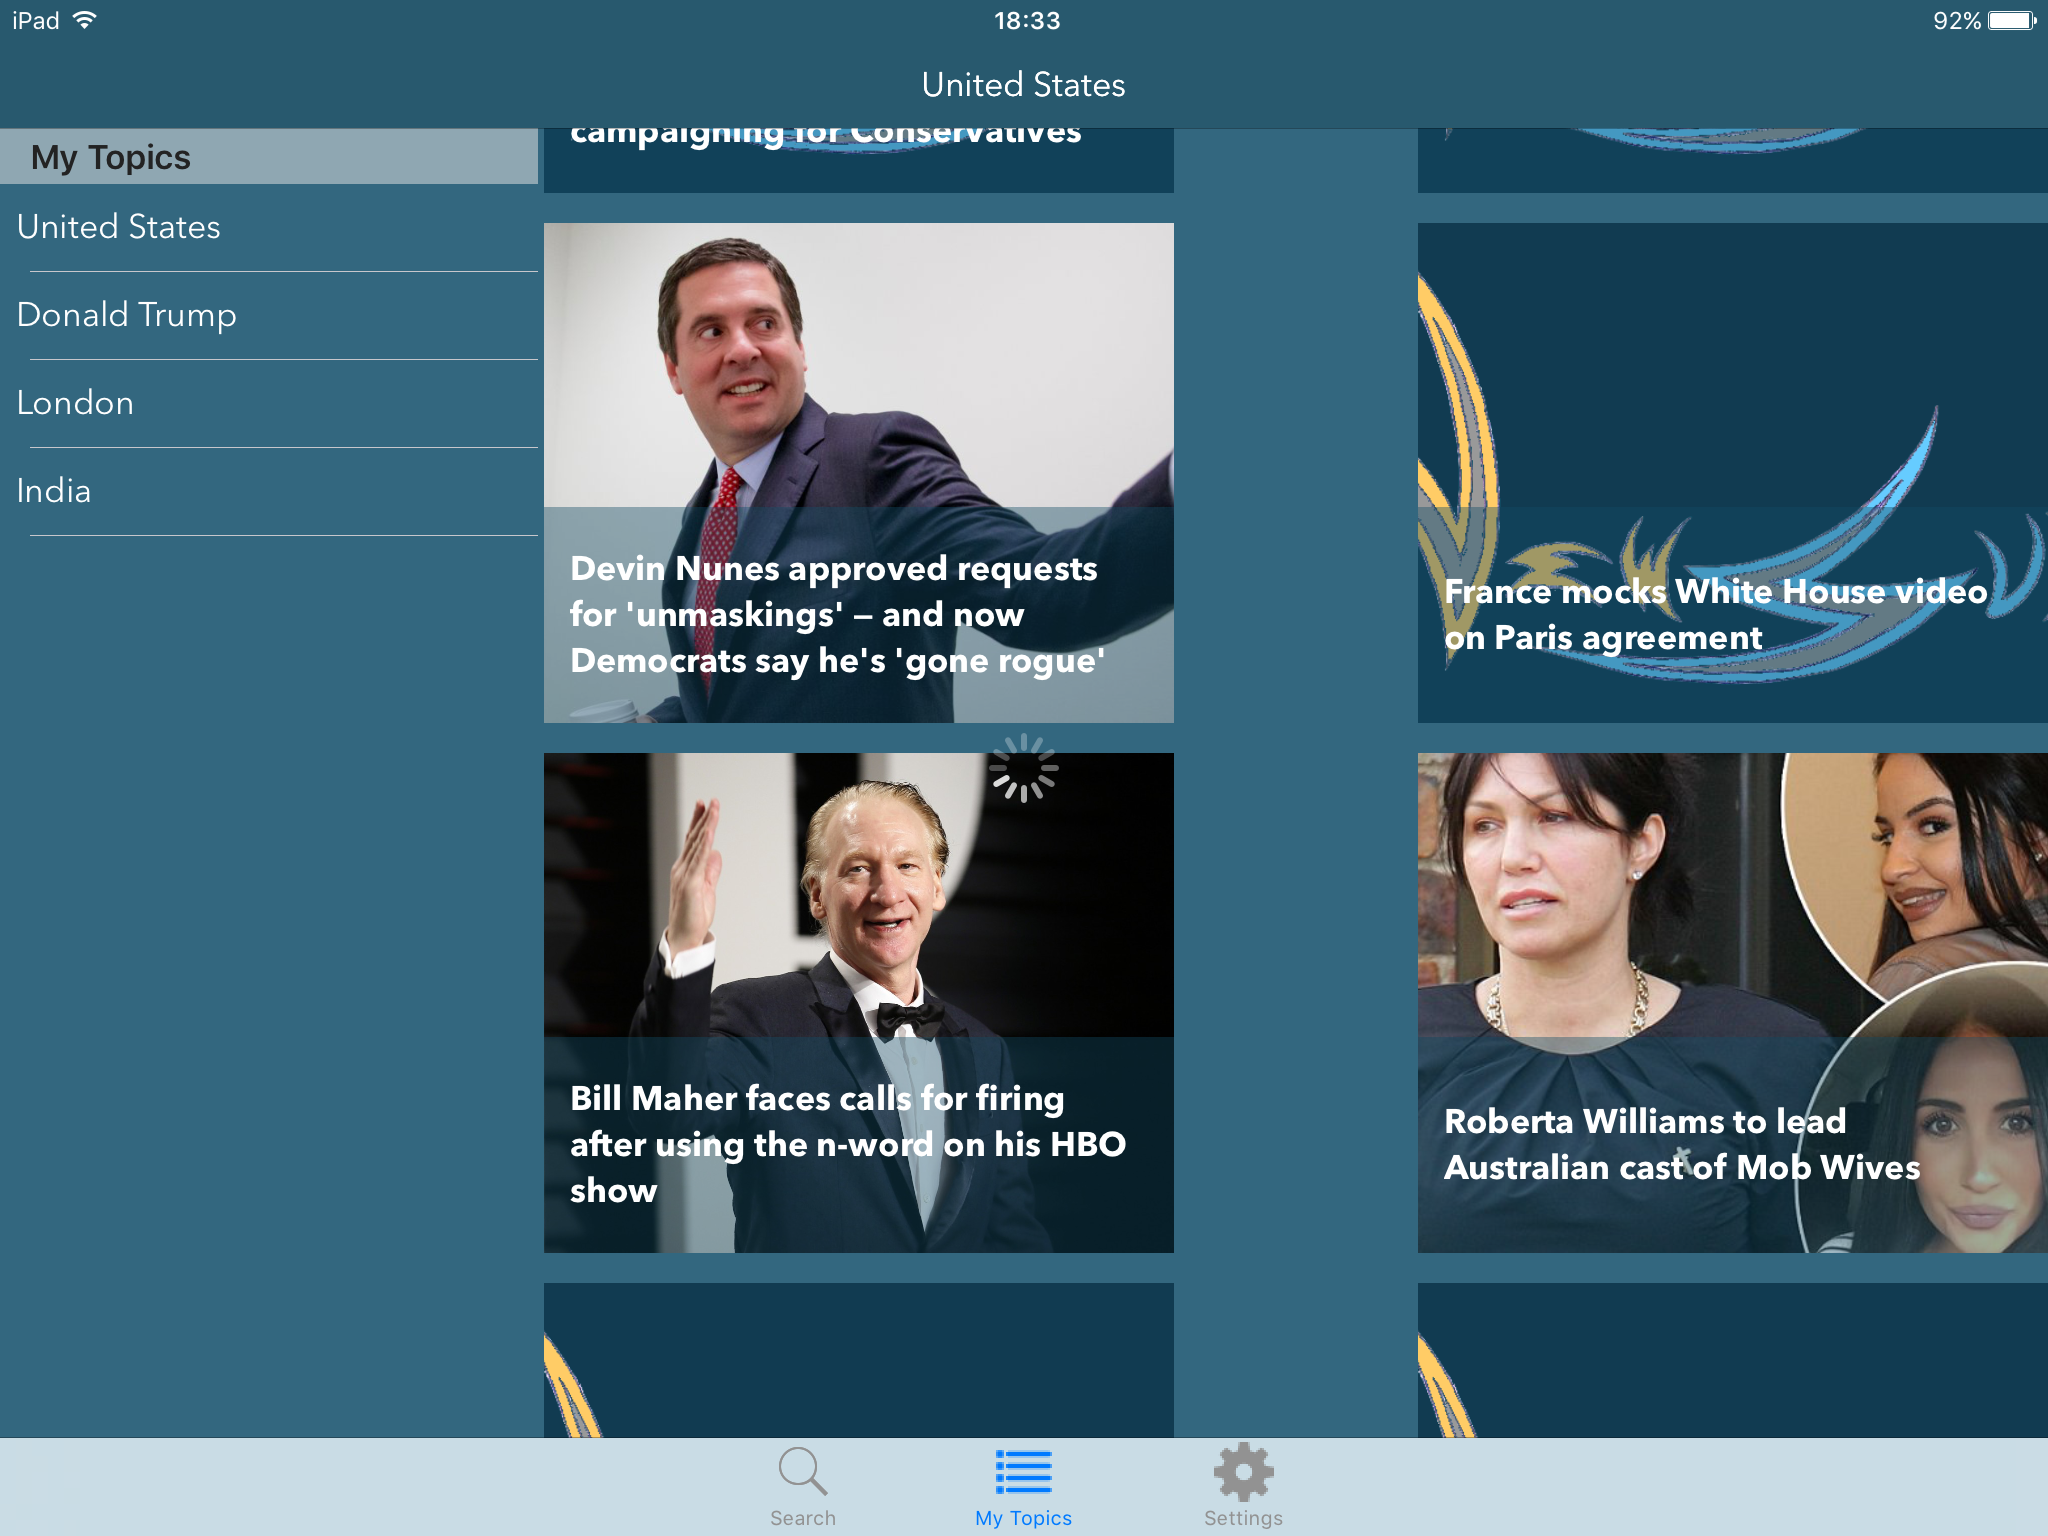 iPad
18:33
92%
United States
My Topics
United States
Donald Trump
London
India
campaigning for Conservatives
Devin Nunes approved requests
for 'unmaskings' – and now
Democrats say he's 'gone rogue'
France mocks White House video
on Paris agreement
Bill Maher faces calls for firing
after using the n-word on his HBO
show
Roberta Williams to lead
Australian cast of Mob Wives
Search
My Topics
Settings